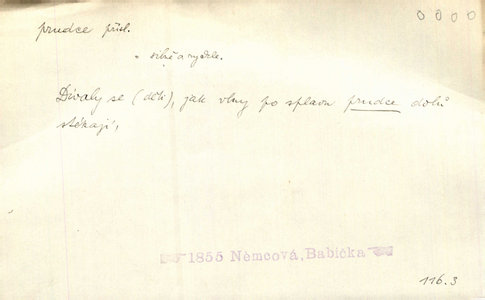 prudce přísl.
silně a rychle.
Dívaly se (děti), jak vlny po splavu prudce dolů
stékají,
1855 Němcová, Babička
116.3